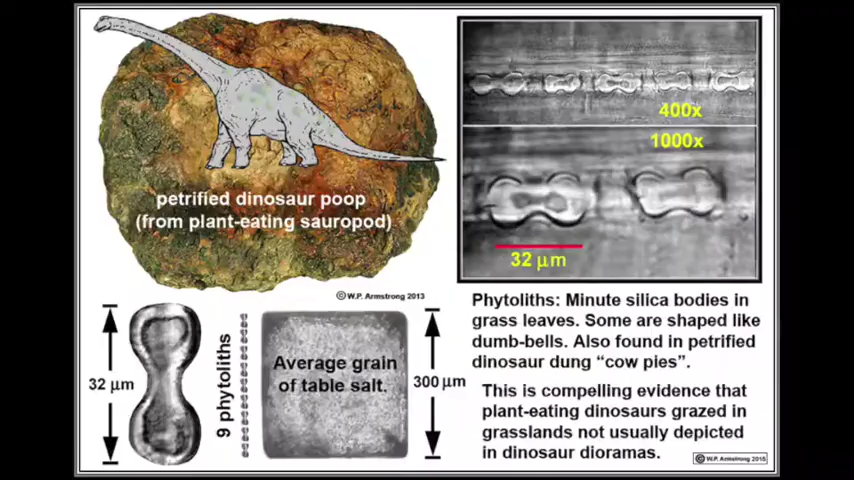 petrified dinosaur poop
(from plant-eating sauropod)
© W.P. Armstrong 2013
400x
1000x
32 µm
32 µm
9 phytoliths
Average grain
of table salt.
300 µm
Phytoliths: Minute silica bodies in
grass leaves. Some are shaped like
dumb-bells. Also found in petrified
dinosaur dung “cow pies”.
This is compelling evidence that
plant-eating dinosaurs grazed in
grasslands not usually depicted
in dinosaur dioramas.
© W.P. Armstrong 2015